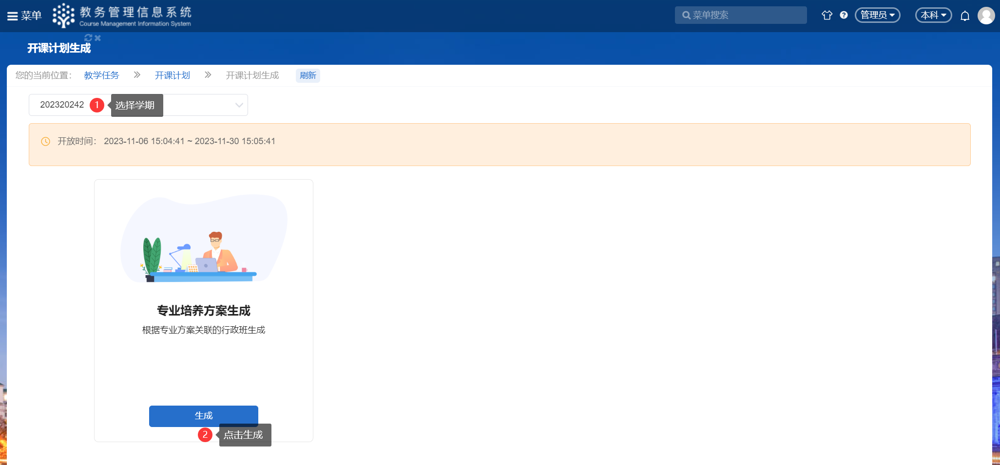 菜单
教务管理信息系统
Course Management Information System
菜单搜索
管理员
本科
开课计划生成
您的当前位置：
教学任务
开课计划
开课计划生成
刷新
202320242
1
选择学期
开放时间： 2023-11-06 15:04:41 ~ 2023-11-30 15:05:41
专业培养方案生成
根据专业方案关联的行政班生成
生成
2
点击生成